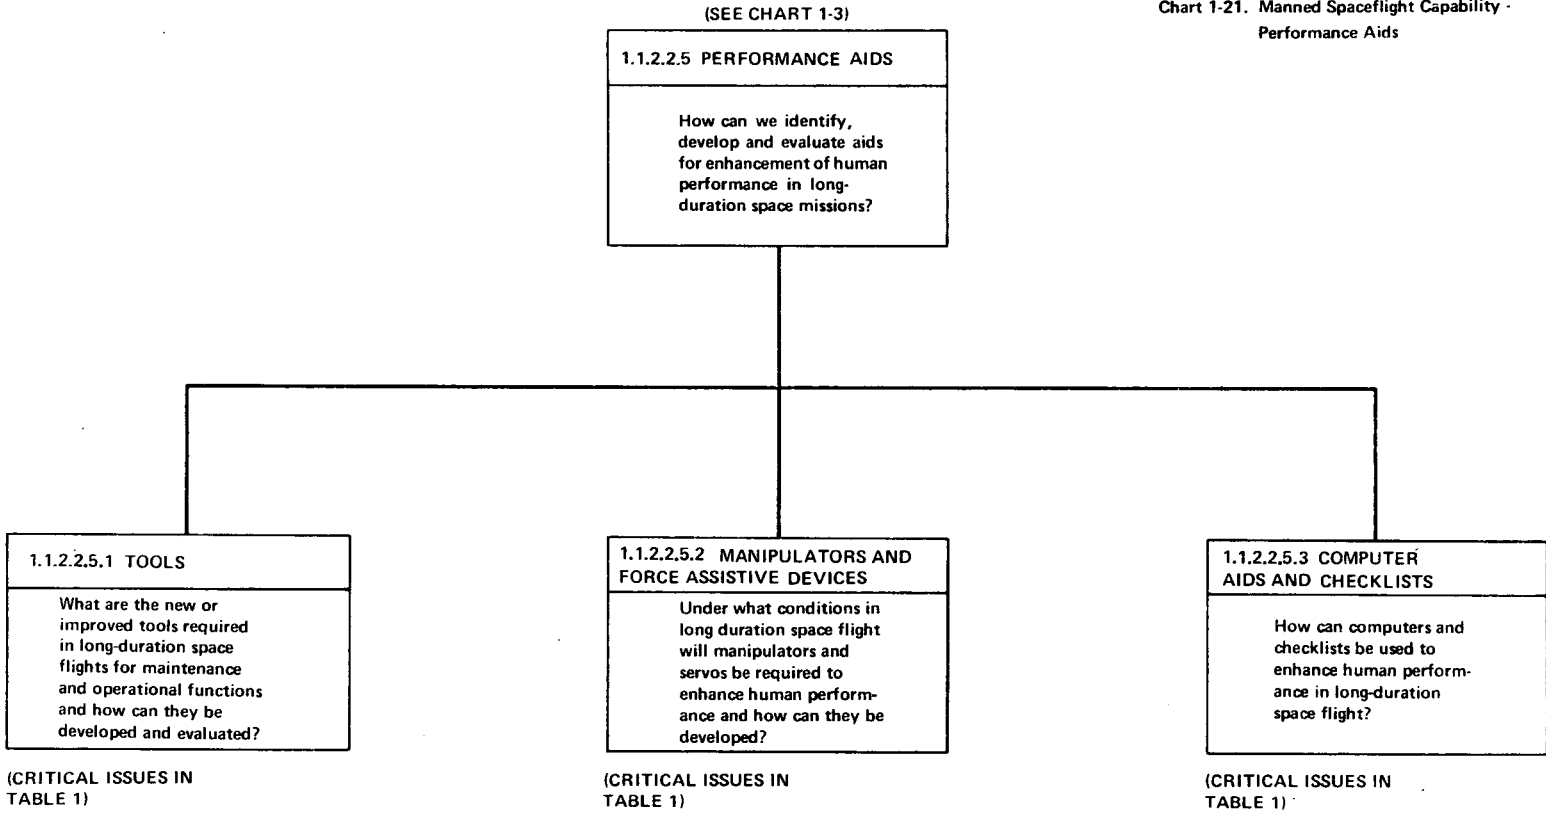 (SEE CHART 1-3)
Chart 1-21. Manned Spaceflight Capability -
Performance Aids
1.1.2.2.5 PERFORMANCE AIDS
How can we identify,
develop and evaluate aids
for enhancement of human
performance in long-
duration space missions?
1.1.2.2.5.1 TOOLS
What are the new or
improved tools required
in long-duration space
flights for maintenance
and operational functions
and how can they be
developed and evaluated?
(CRITICAL ISSUES IN
TABLE 1)
1.1.2.2.5.2 MANIPULATORS AND
FORCE ASSISTIVE DEVICES
Under what conditions in
long duration space flight
will manipulators and
servos be required to
enhance human perform-
ance and how can they be
developed?
(CRITICAL ISSUES IN
TABLE 1)
1.1.2.2.5.3 COMPUTER
AIDS AND CHECKLISTS
How can computers and
checklists be used to
enhance human perform-
ance in long-duration
space flight?
(CRITICAL ISSUES IN
TABLE 1)